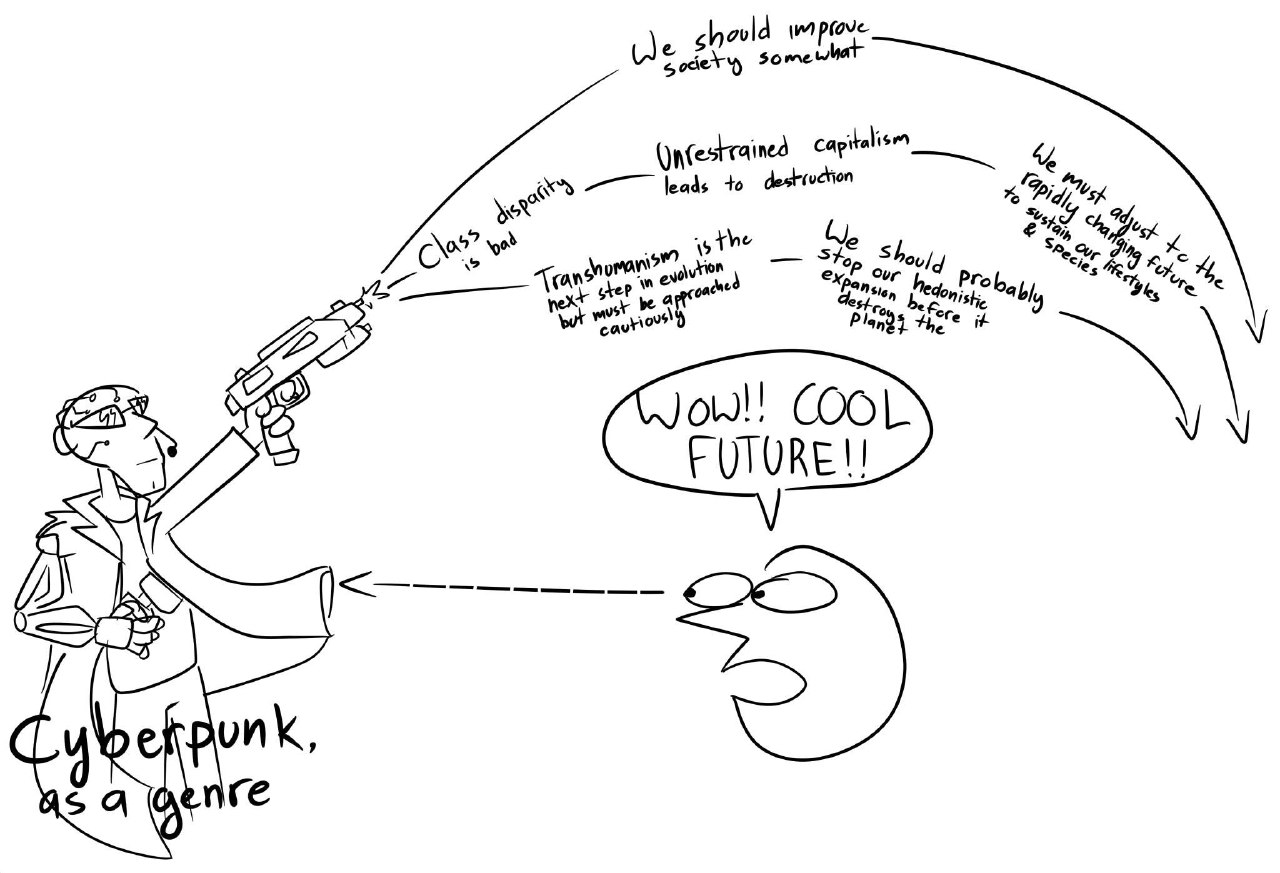 We should improve
society somewhat
Unrestrained capitalism
leads to destruction
Class disparity
is bad
We must adjust to the
rapidly changing future
to sustain our lifestyles
& species
Transhumanism is the
next step in evolution
but must be approached
cautiously
We should probably
stop our hedonistic
expansion before it
destroys the
planet
WOW!! COOL
FUTURE!!
Cyberpunk,
as a genre